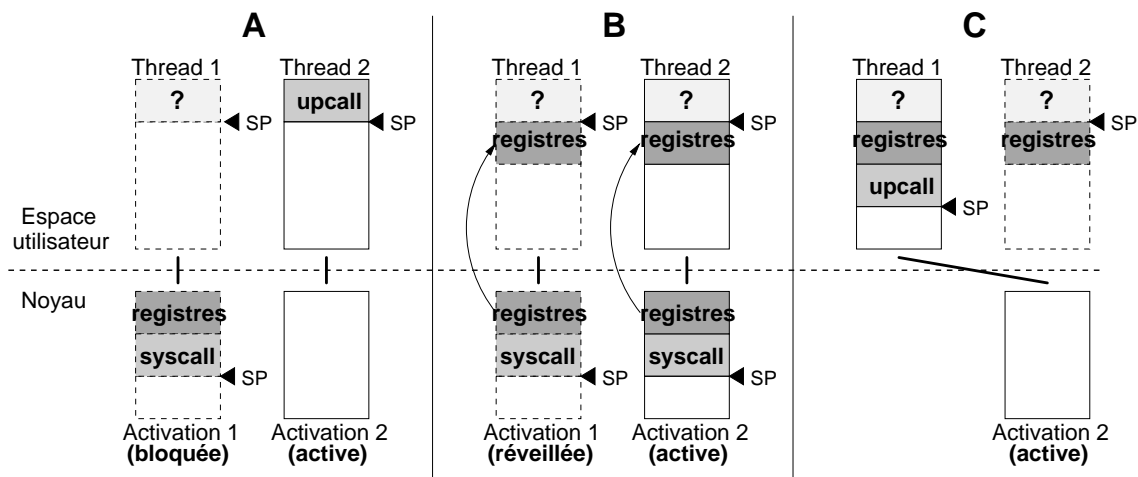 A
B
C
Thread 1
Thread 2
Thread 1
Thread 2
Thread 1
Thread 2
?
upcall
?
?
?
?
SP
SP
SP
SP
SP
registres
registres
registres
registres
upcall
SP
Espace
utilisateur
Noyau
registres
registres
registres
syscall
syscall
syscall
SP
SP
SP
Activation 1
Activation 2
Activation 1
Activation 2
Activation 2
(bloquée)
(active)
(réveillée)
(active)
(active)